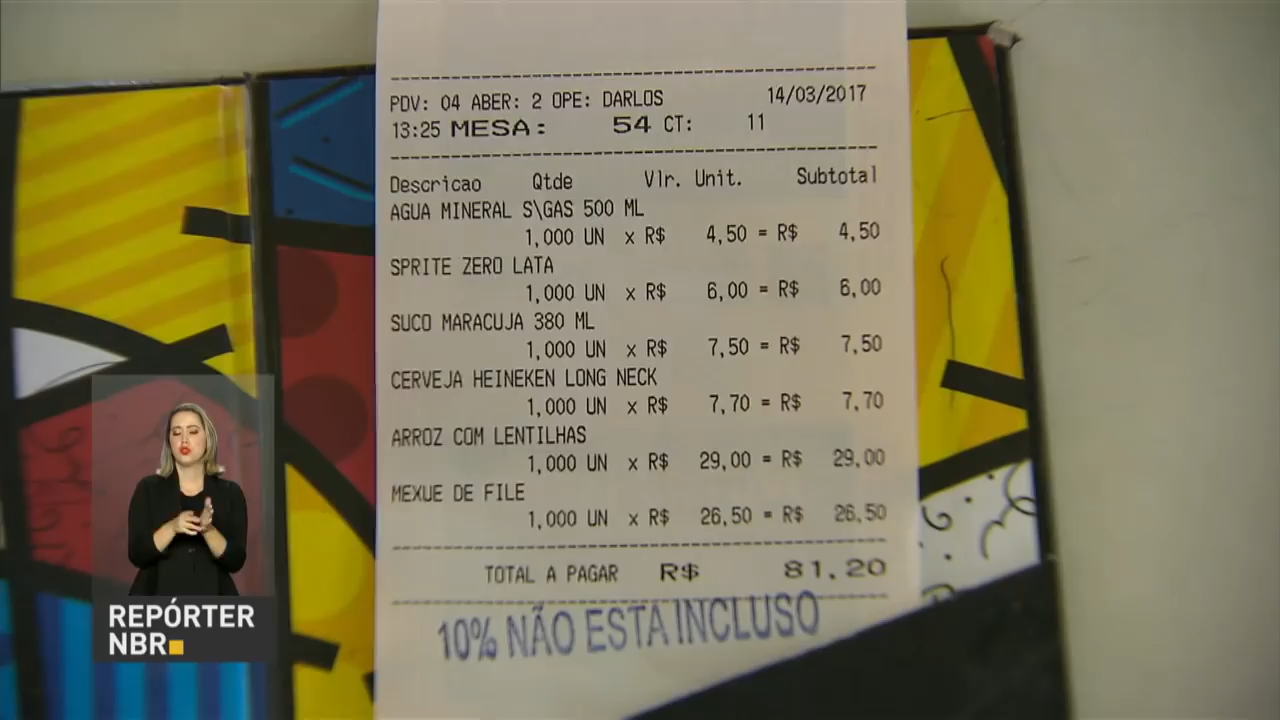 PDV: 04 ABER: 2 OPE: DARLOS 14/03/2017
13:25 MESA: 54 CT: 11
Descricao Qtde Vlr. Unit. Subtotal
AGUA MINERAL S\GAS 500 ML
1,000 UN x R$ 4,50 = R$ 4,50
SPRITE ZERO LATA
1,000 UN x R$ 6,00 = R$ 6,00
SUCO MARACUJA 380 ML
1,000 UN x R$ 7,50 = R$ 7,50
CERVEJA HEINEKEN LONG NECK
1,000 UN x R$ 7,70 = R$ 7,70
ARROZ COM LENTILHAS
1,000 UN x R$ 29,00 = R$ 29,00
MEXUE DE FILE
1,000 UN x R$ 26,50 = R$ 26,50
TOTAL A PAGAR R$ 81,20
10% NÃO ESTA INCLUSO
REPÓRTER
NBR